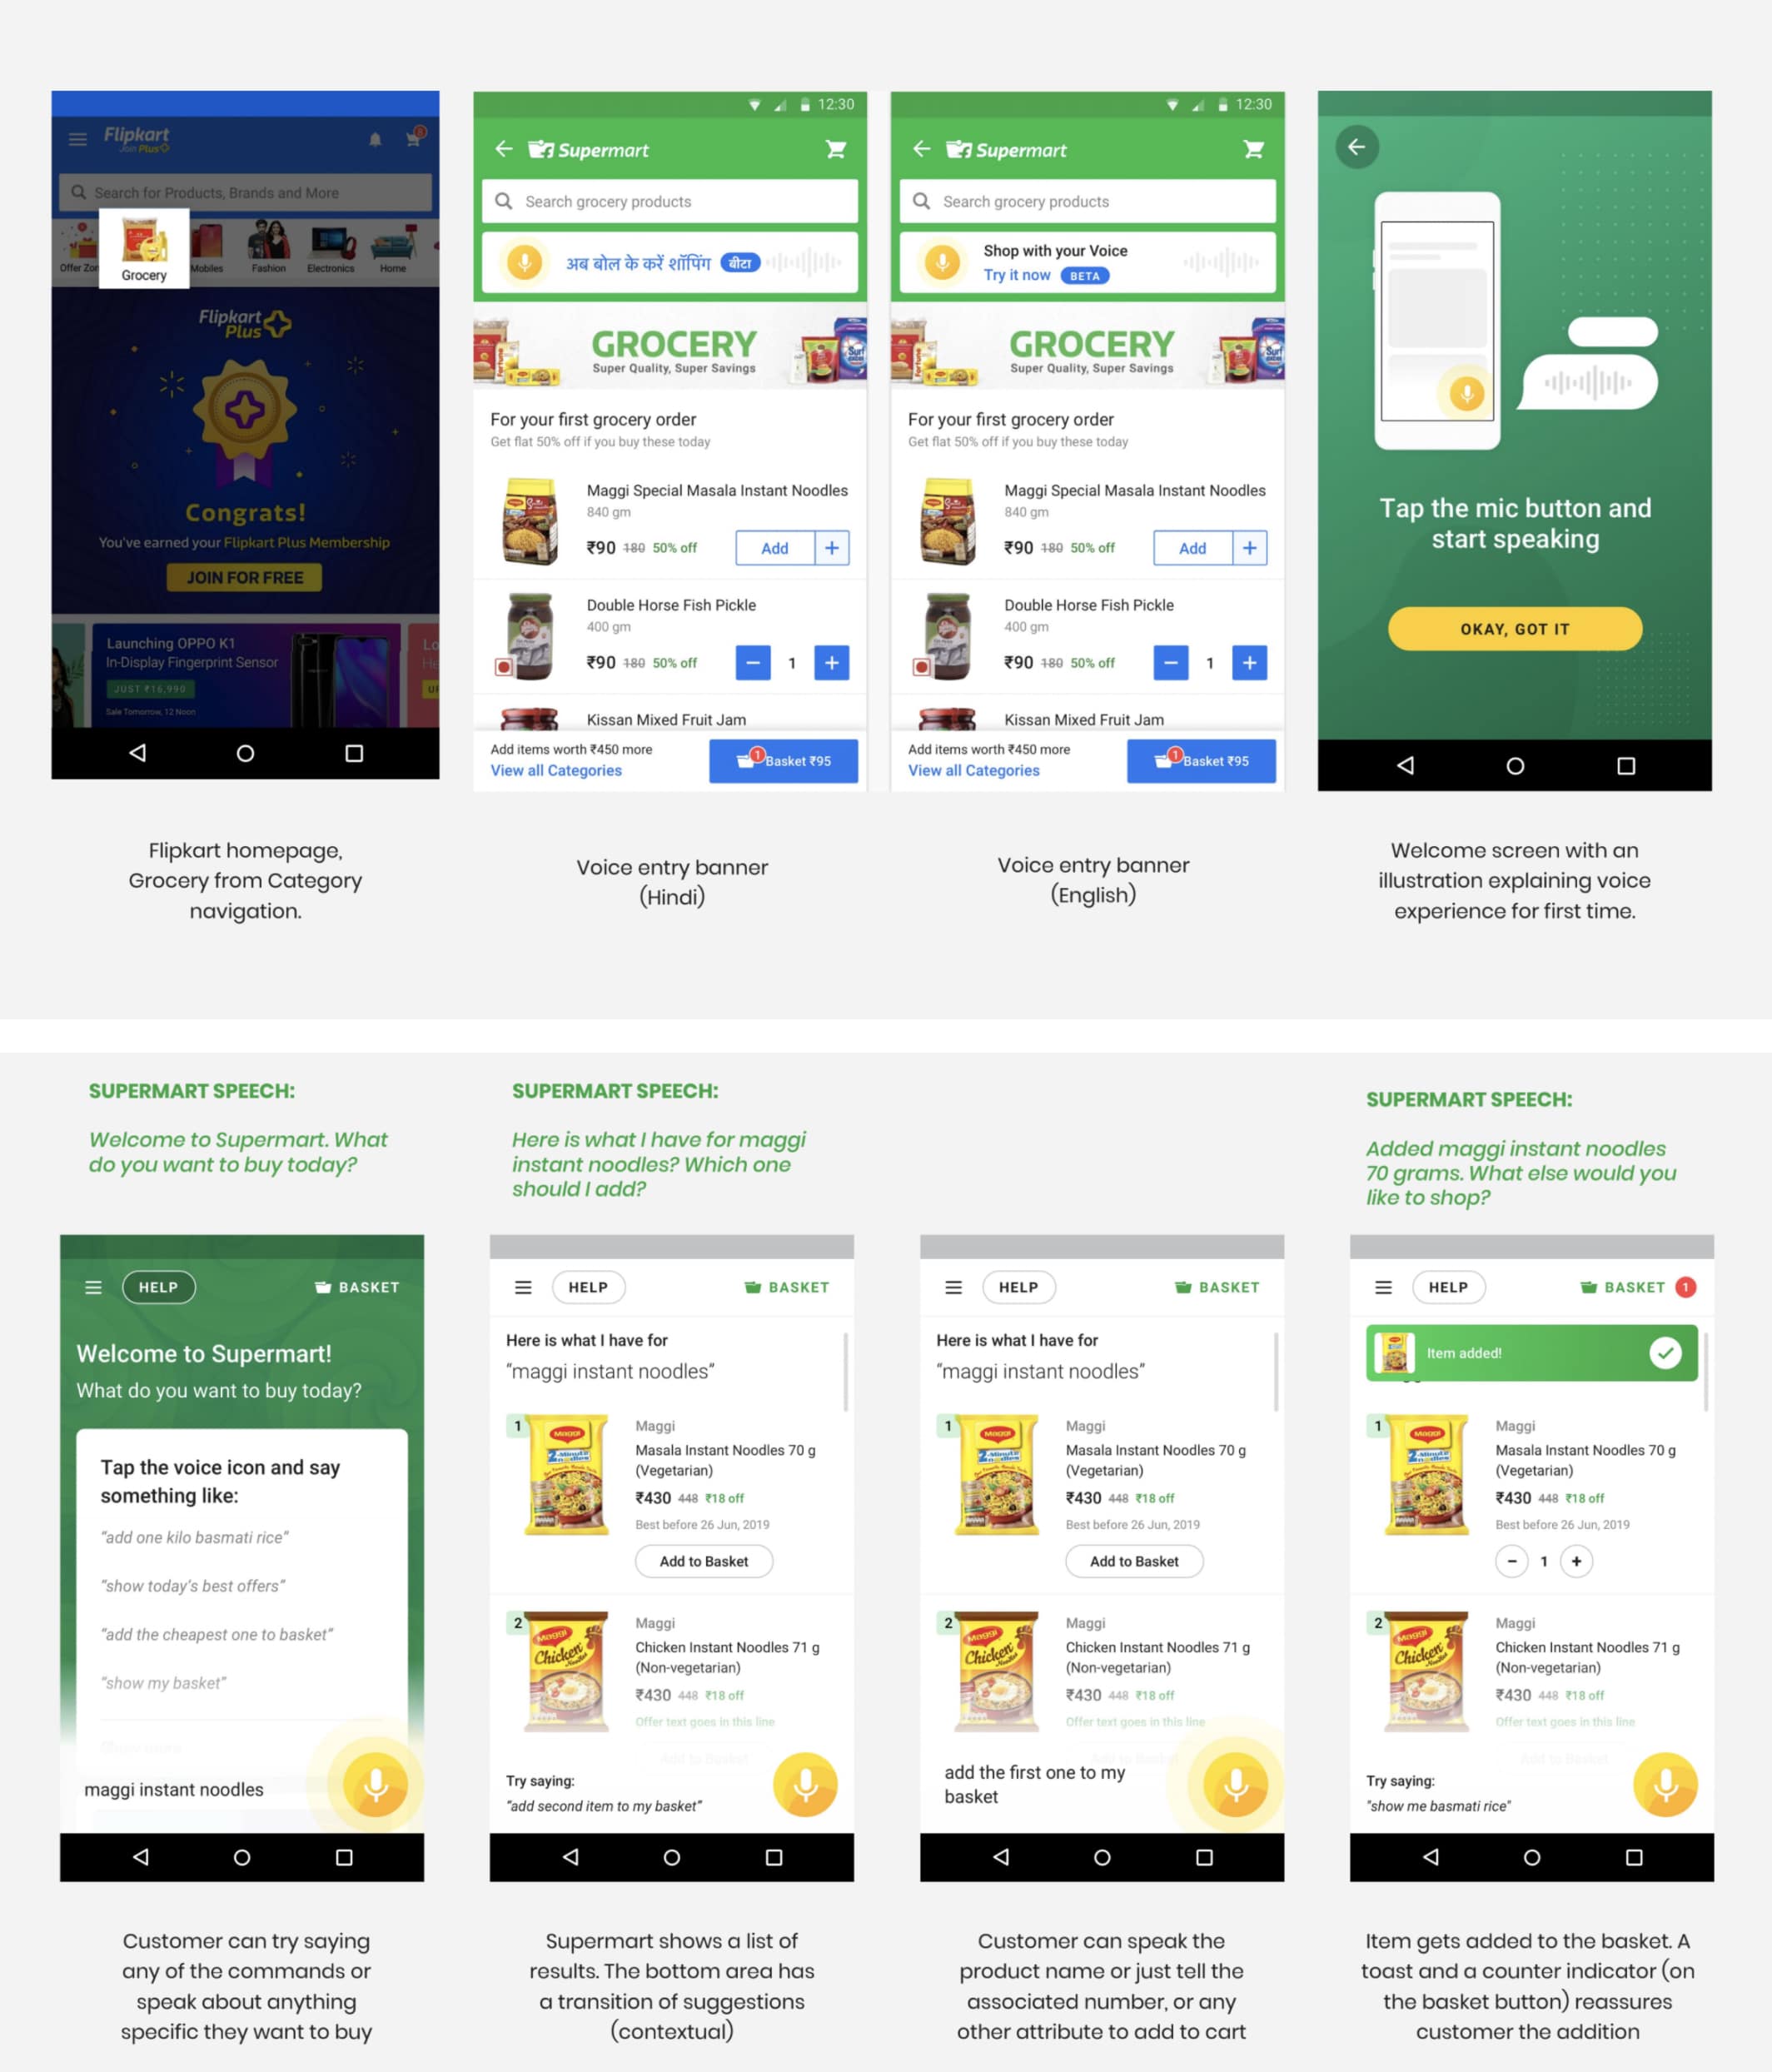 Flipkart
Join Plus
8
Search for Products, Brands and More
Offer Zon
Grocery
Mobiles
Fashion
Electronics
Home
Flipkart
Plus
Congrats!
You've earned your Flipkart Plus Membership
JOIN FOR FREE
Launching OPPO K1
In-Display Fingerprint Sensor
JUST ₹16,990
Sale Tomorrow, 12 Noon
Lo
He
U
Flipkart homepage,
Grocery from Category
navigation.
12:30
Supermart
Search grocery products
अब बोल के करें शॉपिंग बीटा
GROCERY
Super Quality, Super Savings
For your first grocery order
Get flat 50% off if you buy these today
Maggi Special Masala Instant Noodles
840 gm
₹90 180 50% off
Add +
Double Horse Fish Pickle
400 gm
₹90 180 50% off
− 1 +
Kissan Mixed Fruit Jam
Add items worth ₹450 more
View all Categories
1
Basket ₹95
Voice entry banner
(Hindi)
12:30
Supermart
Search grocery products
Shop with your Voice
Try it now BETA
GROCERY
Super Quality, Super Savings
For your first grocery order
Get flat 50% off if you buy these today
Maggi Special Masala Instant Noodles
840 gm
₹90 180 50% off
Add +
Double Horse Fish Pickle
400 gm
₹90 180 50% off
− 1 +
Kissan Mixed Fruit Jam
Add items worth ₹450 more
View all Categories
1
Basket ₹95
Voice entry banner
(English)
Tap the mic button and
start speaking
OKAY, GOT IT
Welcome screen with an
illustration explaining voice
experience for first time.
SUPERMART SPEECH:
Welcome to Supermart. What
do you want to buy today?
HELP
BASKET
Welcome to Supermart!
What do you want to buy today?
Tap the voice icon and say
something like:
"add one kilo basmati rice"
"show today's best offers"
"add the cheapest one to basket"
"show my basket"
maggi instant noodles
Customer can try saying
any of the commands or
speak about anything
specific they want to buy
SUPERMART SPEECH:
Here is what I have for maggi
instant noodles? Which one
should I add?
HELP
BASKET
Here is what I have for
"maggi instant noodles"
1
Maggi
Masala Instant Noodles 70 g
(Vegetarian)
₹430 448 ₹18 off
Best before 26 Jun, 2019
Add to Basket
2
Maggi
Chicken Instant Noodles 71 g
(Non-vegetarian)
₹430 448 ₹18 off
Offer text goes in this line
Add to Basket
Try saying:
"add second item to my basket"
Supermart shows a list of
results. The bottom area has
a transition of suggestions
(contextual)
HELP
BASKET
Here is what I have for
"maggi instant noodles"
1
Maggi
Masala Instant Noodles 70 g
(Vegetarian)
₹430 448 ₹18 off
Best before 26 Jun, 2019
Add to Basket
2
Maggi
Chicken Instant Noodles 71 g
(Non-vegetarian)
₹430 448 ₹18 off
Offer text goes in this line
Add to Basket
add the first one to my
basket
Customer can speak the
product name or just tell the
associated number, or any
other attribute to add to cart
SUPERMART SPEECH:
Added maggi instant noodles
70 grams. What else would you
like to shop?
HELP
BASKET 1
Item added!
1
Maggi
Masala Instant Noodles 70 g
(Vegetarian)
₹430 448 ₹18 off
Best before 26 Jun, 2019
− 1 +
2
Maggi
Chicken Instant Noodles 71 g
(Non-vegetarian)
₹430 448 ₹18 off
Offer text goes in this line
Add to Basket
Try saying:
"show me basmati rice"
Item gets added to the basket. A
toast and a counter indicator (on
the basket button) reassures
customer the addition